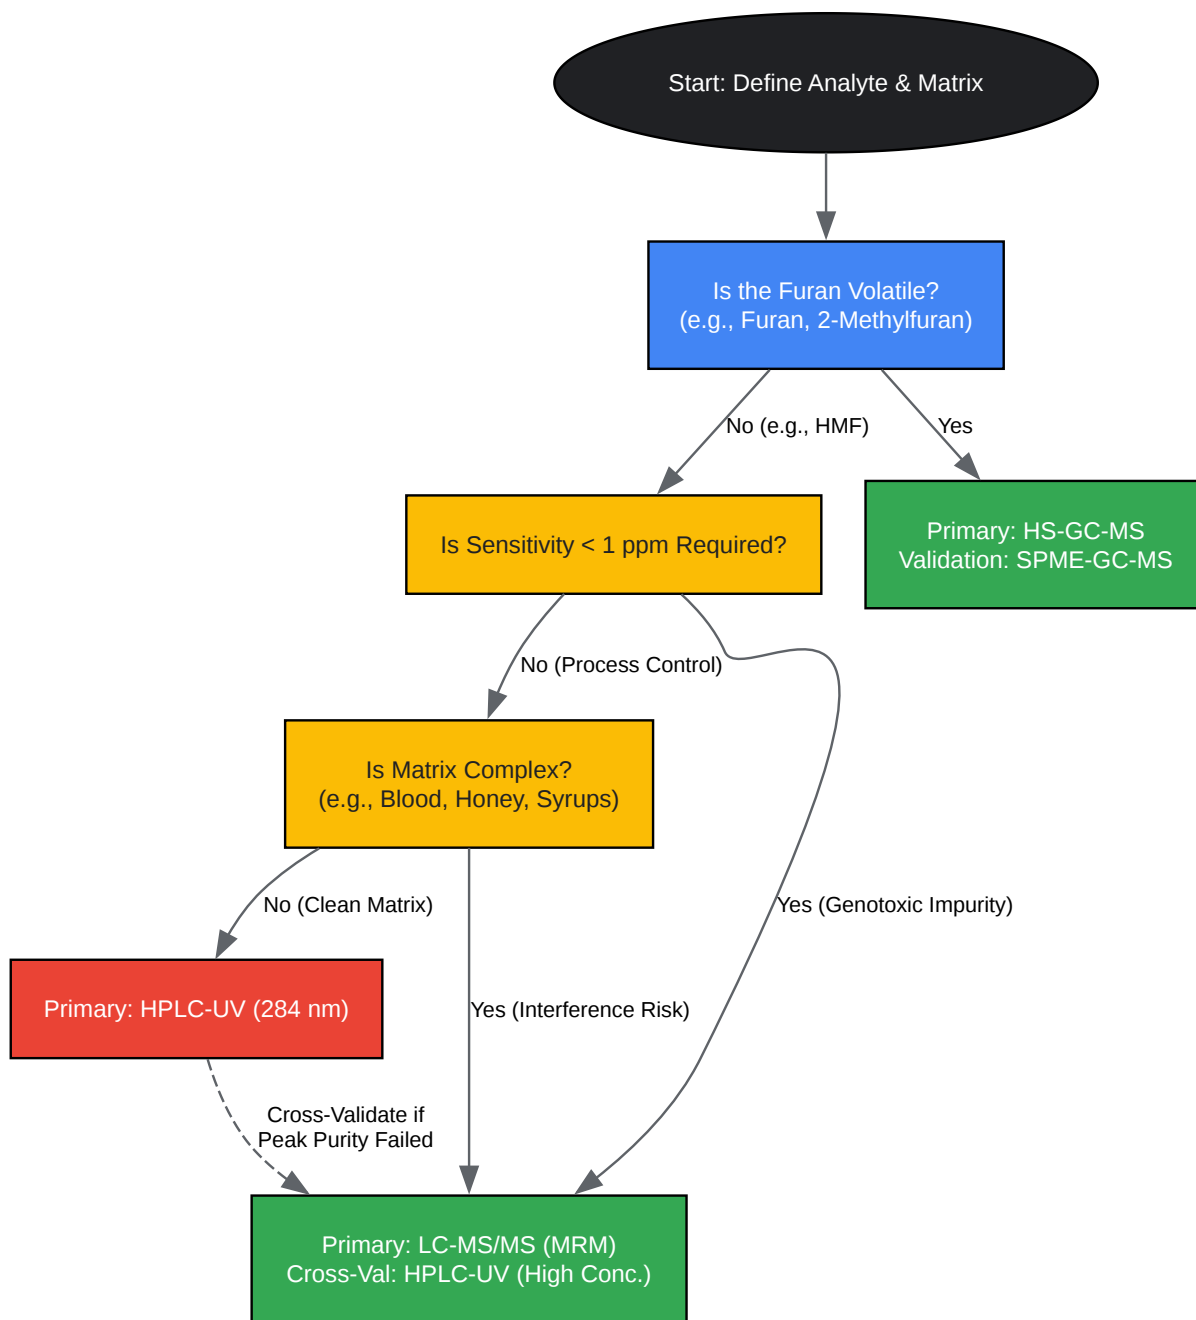 Start: Define Analyte & Matrix
Is the Furan Volatile?
(e.g., Furan, 2-Methylfuran)
No (e.g., HMF)
Yes
Is Sensitivity < 1 ppm Required?
Primary: HS-GC-MS
Validation: SPME-GC-MS
No (Process Control)
Is Matrix Complex?
(e.g., Blood, Honey, Syrups)
No (Clean Matrix)
Yes (Genotoxic Impurity)
Primary: HPLC-UV (284 nm)
Yes (Interference Risk)
Cross-Validate if
Peak Purity Failed
Primary: LC-MS/MS (MRM)
Cross-Val: HPLC-UV (High Conc.)